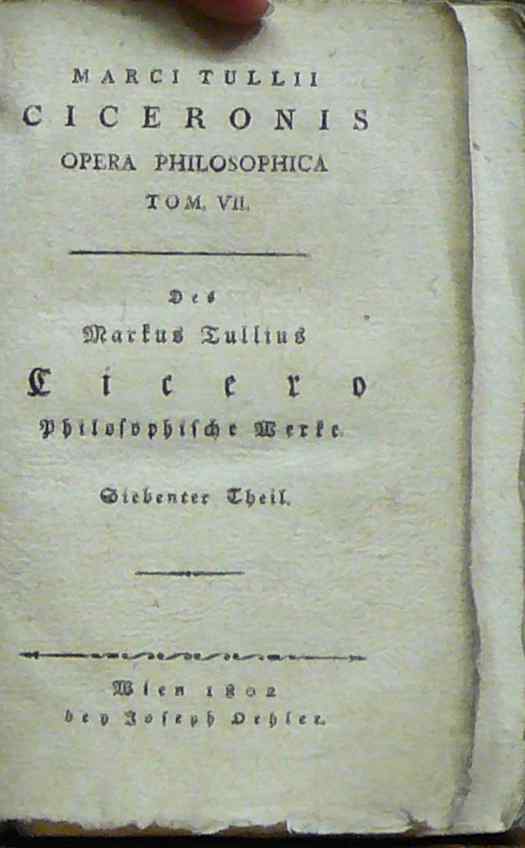 MARCI TULLII
CICERONIS
OPERA PHILOSOPHICA
TOM. VII.
Des
Markus Tullius
Cicero
Philosophische Werke.
Siebenter Theil.
Wien 1802
bey Joseph Oehler.